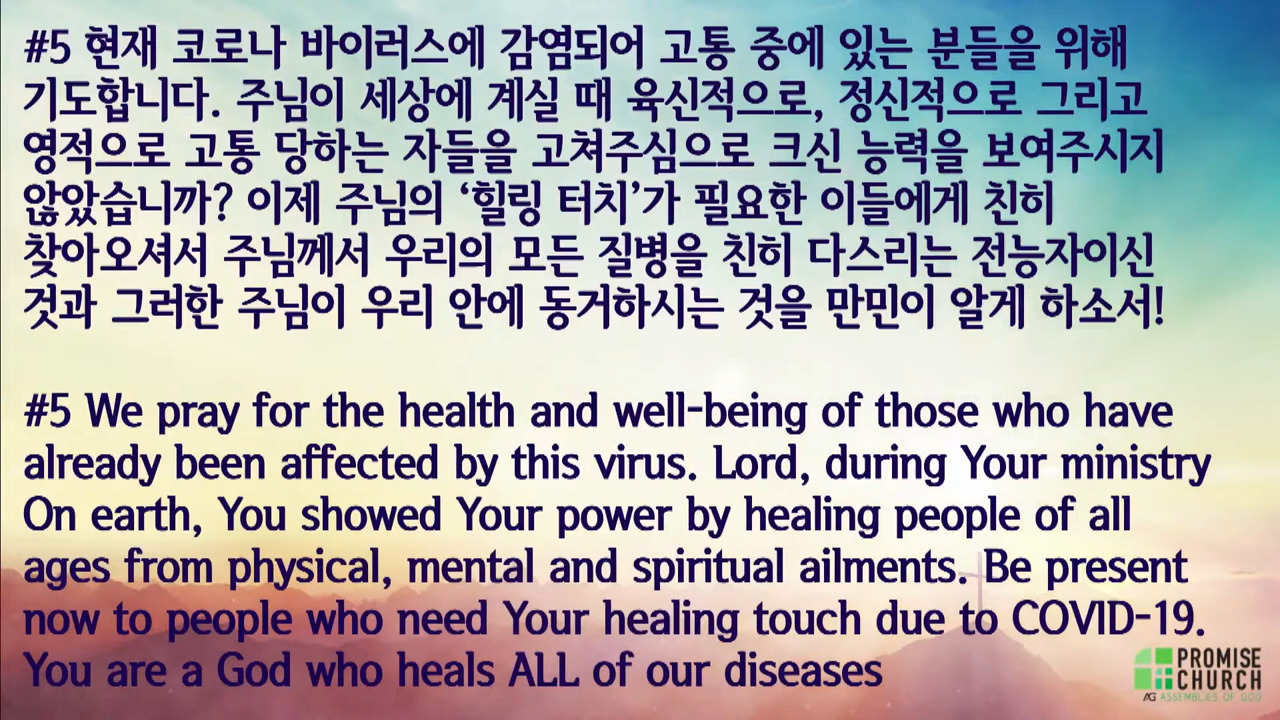 #5 현재 코로나 바이러스에 감염되어 고통 중에 있는 분들을 위해
기도합니다. 주님이 세상에 계실 때 육신적으로, 정신적으로 그리고
영적으로 고통 당하는 자들을 고쳐주심으로 크신 능력을 보여주시지
않았습니까? 이제 주님의 ‘힐링 터치’가 필요한 이들에게 친히
찾아오셔서 주님께서 우리의 모든 질병을 친히 다스리는 전능자이신
것과 그러한 주님이 우리 안에 동거하시는 것을 만민이 알게 하소서!
#5 We pray for the health and well-being of those who have
already been affected by this virus. Lord, during Your ministry
On earth, You showed Your power by healing people of all
ages from physical, mental and spiritual ailments. Be present
now to people who need Your healing touch due to COVID-19.
You are a God who heals ALL of our diseases
PROMISE
CHURCH
AG ASSEMBLIES OF GOD